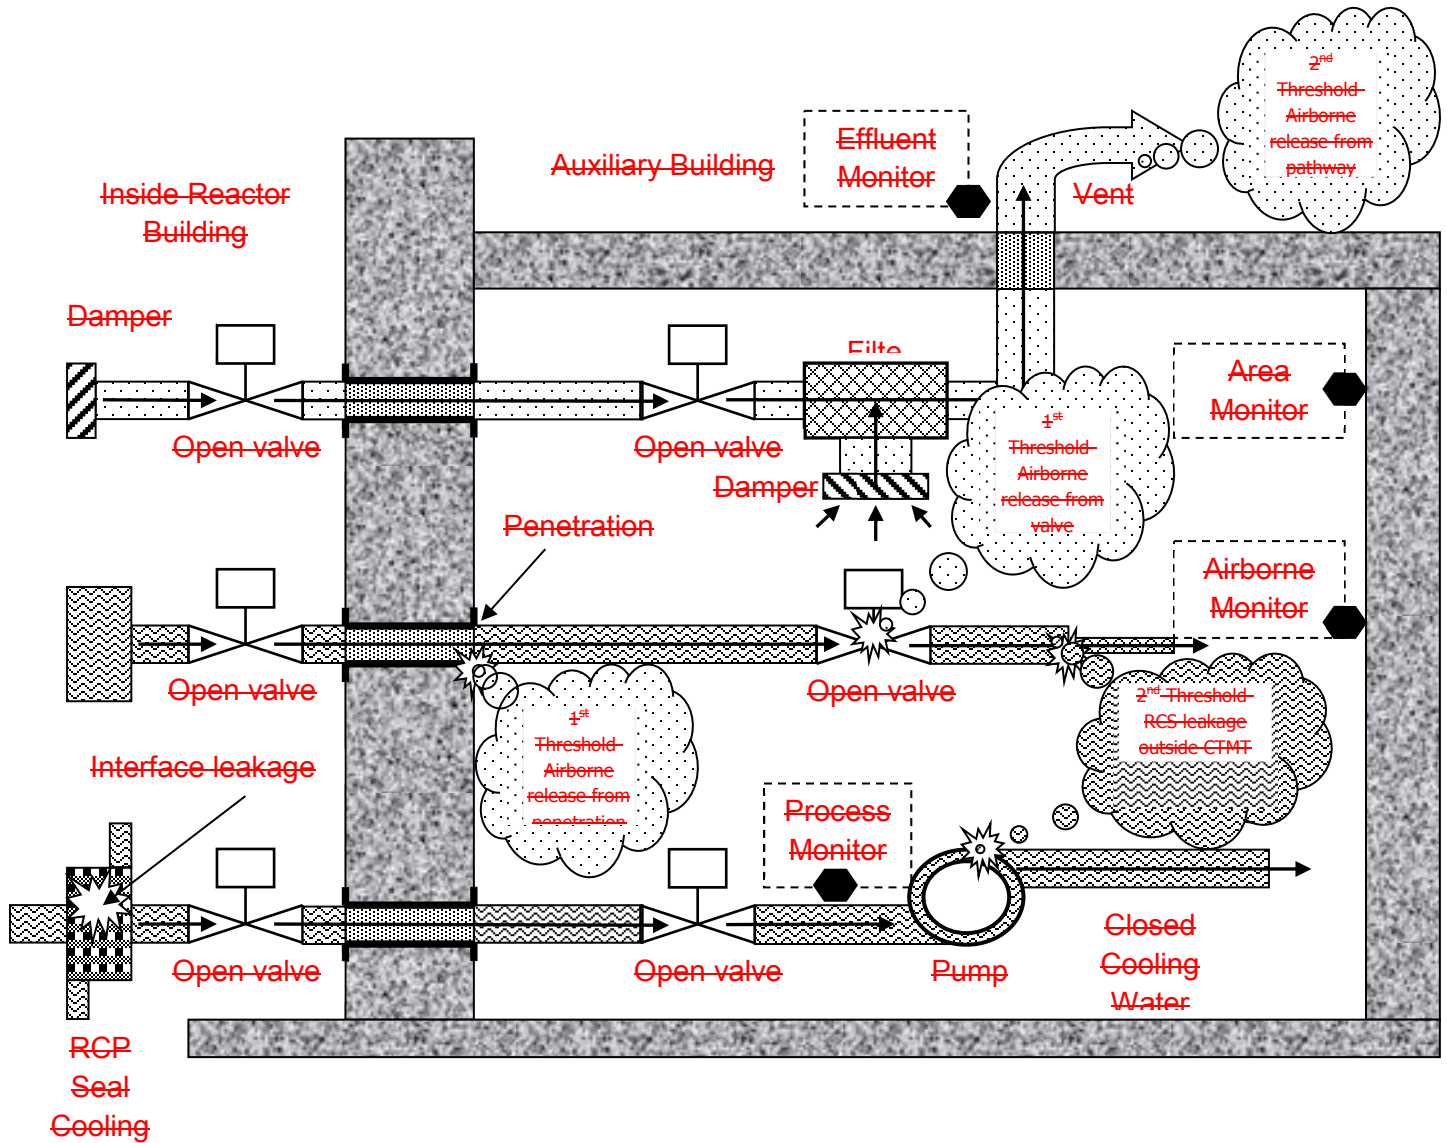 2nd
Threshold
Airborne
release from
pathway
Effluent
Monitor
Auxiliary Building
Inside Reactor
Building
Vent
Damper
Filte
Area
Monitor
Open valve
Open valve
1st
Threshold
Airborne
release from
valve
Damper
Penetration
Airborne
Monitor
Open valve
Open valve
2nd Threshold
RCS leakage
outside CTMT
1st
Threshold
Airborne
release from
penetration
Interface leakage
Process
Monitor
Open valve
Open valve
Pump
Closed
Cooling
Water
RCP
Seal
Cooling